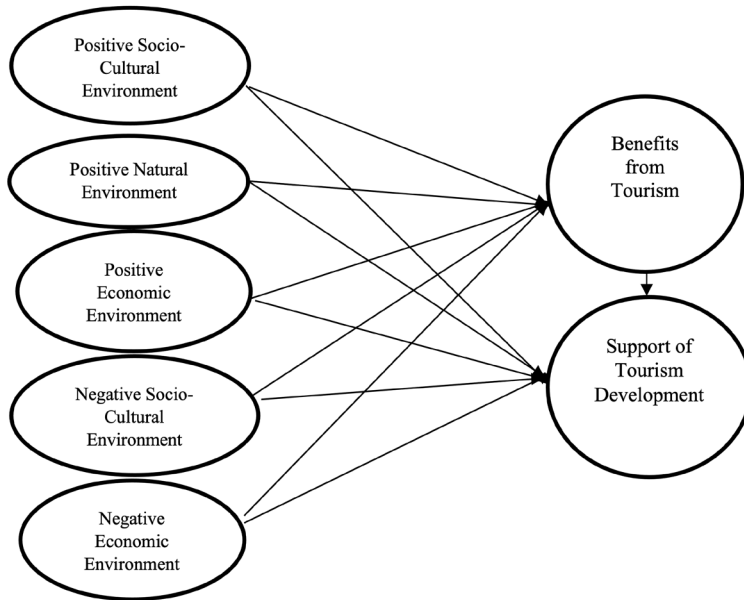 Positive Socio-
Cultural
Environment
Positive Natural
Environment
Positive
Economic
Environment
Negative Socio-
Cultural
Environment
Negative
Economic
Environment
Benefits
from
Tourism
Support of
Tourism
Development